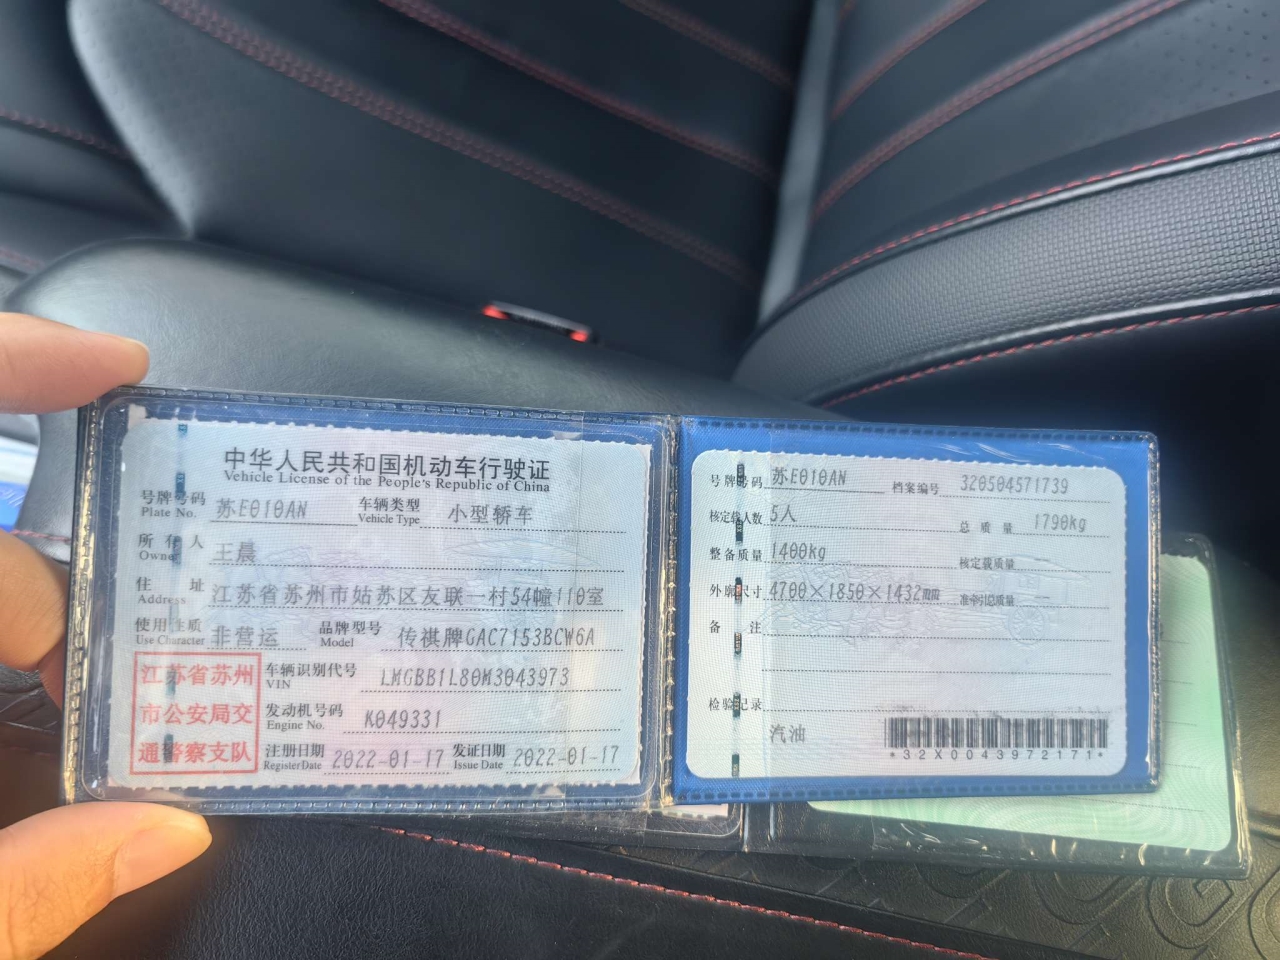 中华人民共和国机动车行驶证
Vehicle License of the People's Republic of China
号牌号码 苏E010AN 车辆类型 小型轿车
Plate No. Vehicle Type
所有人 王晨
Owner
住址 江苏省苏州市姑苏区友联一村54幢110室
Address
使用性质 非营运 品牌型号 传祺牌GAC7153BCW6A
Use Character Model
江苏省苏州
市公安局交
通警察支队
车辆识别代号 LMGBB1L80M3043973
VIN
发动机号码 K049331
Engine No.
注册日期 2022-01-17 发证日期 2022-01-17
Register Date Issue Date
号牌号码 苏E010AN 档案编号 320504571739
核定载人数 5人 总质量 1790kg
整备质量 1400kg 核定载质量 —
外廓尺寸 4700×1850×1432mm 准牵引总质量 —
备注
检验记录
汽油
*32X0043972171*